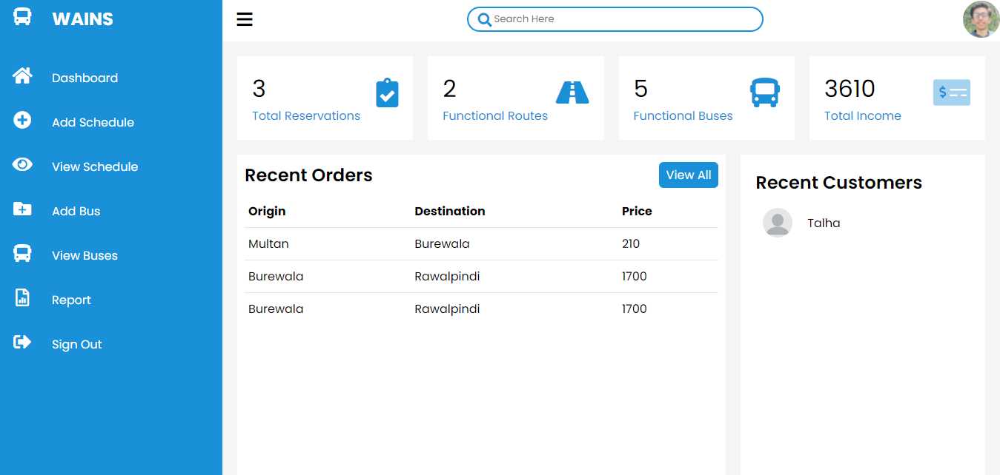 WAINS
Dashboard
Add Schedule
View Schedule
Add Bus
View Buses
Report
Sign Out
Search Here
3
Total Reservations
2
Functional Routes
5
Functional Buses
3610
$
Total Income
Recent Orders
View All
Origin Destination Price
Multan Burewala 210
Burewala Rawalpindi 1700
Burewala Rawalpindi 1700
Recent Customers
Talha